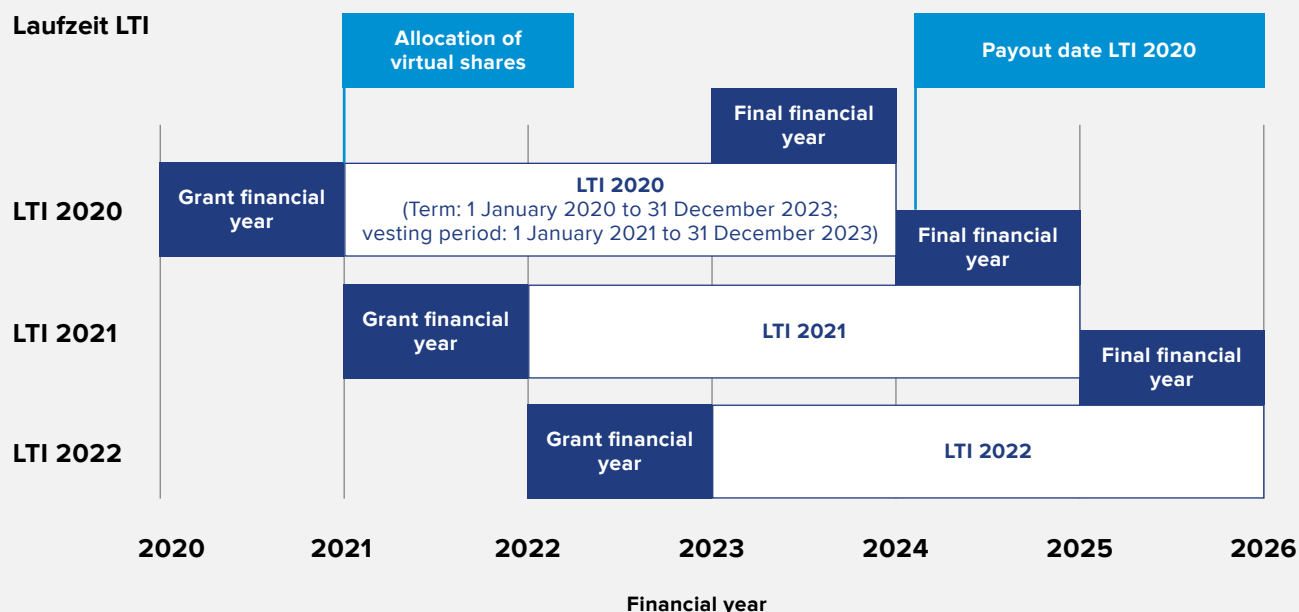 Laufzeit LTI
Allocation of
virtual shares
Payout date LTI 2020
Final financial
year
LTI 2020
Grant financial
year
LTI 2020
(Term: 1 January 2020 to 31 December 2023;
vesting period: 1 January 2021 to 31 December 2023)
Final financial
year
LTI 2021
Grant financial
year
LTI 2021
Final financial
year
LTI 2022
Grant financial
year
LTI 2022
2020 2021 2022 2023 2024 2025 2026
Financial year